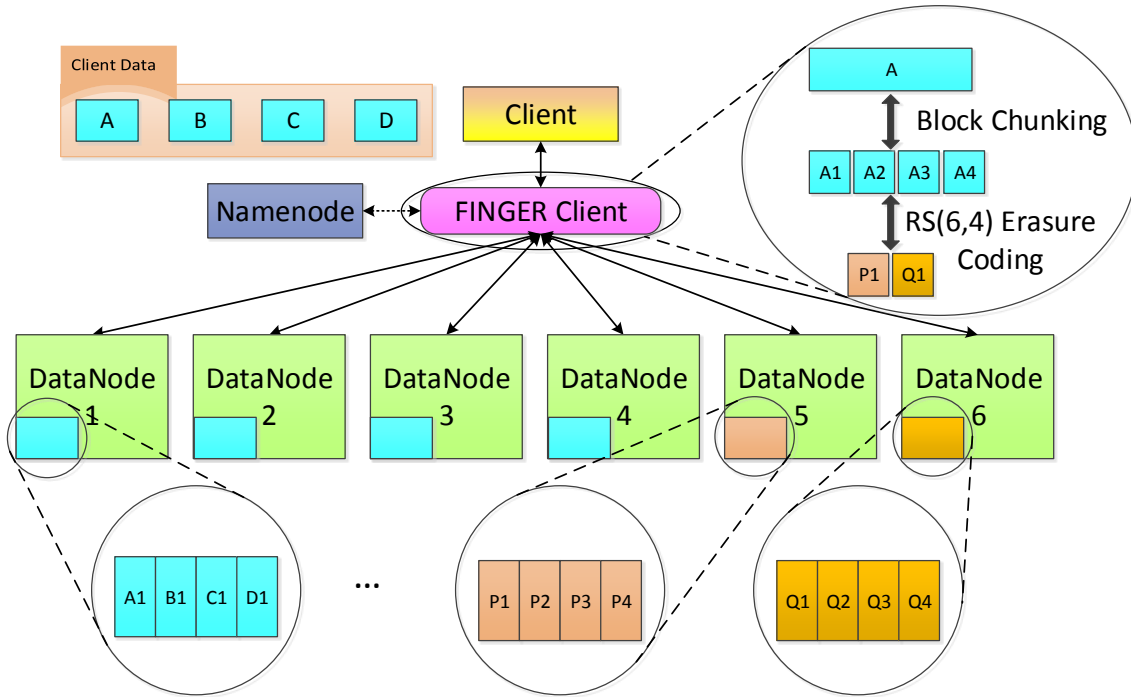 Client Data
A B C D
Client
Namenode
FINGER Client
A
Block Chunking
A1 A2 A3 A4
RS(6,4) Erasure
Coding
P1 Q1
DataNode
1
DataNode
2
DataNode
3
DataNode
4
DataNode
5
DataNode
6
A1 B1 C1 D1
...
P1 P2 P3 P4
Q1 Q2 Q3 Q4